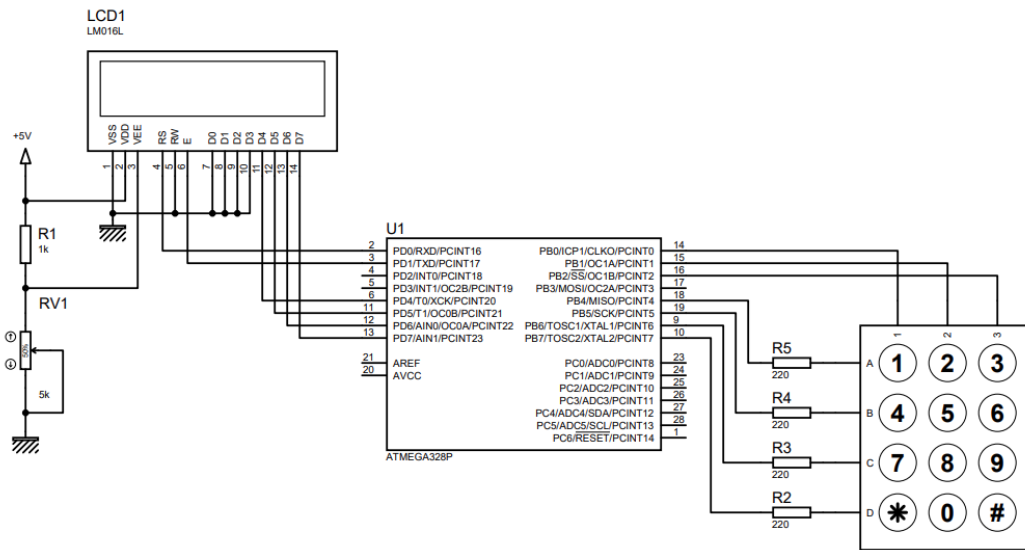 LCD1
LM016L
VSS
VDD
VEE
RS
RW
E
D0
D1
D2
D3
D4
D5
D6
D7
1
2
3
4
5
6
7
8
9
10
11
12
13
14
+5V
R1
1k
RV1
50%
5k
U1
2 PD0/RXD/PCINT16 PB0/ICP1/CLKO/PCINT0 14
3 PD1/TXD/PCINT17 PB1/OC1A/PCINT1 15
4 PD2/INT0/PCINT18 PB2/SS/OC1B/PCINT2 16
5 PD3/INT1/OC2B/PCINT19 PB3/MOSI/OC2A/PCINT3 17
6 PD4/T0/XCK/PCINT20 PB4/MISO/PCINT4 18
11 PD5/T1/OC0B/PCINT21 PB5/SCK/PCINT5 19
12 PD6/AIN0/OC0A/PCINT22 PB6/TOSC1/XTAL1/PCINT6 9
13 PD7/AIN1/PCINT23 PB7/TOSC2/XTAL2/PCINT7 10
21 AREF PC0/ADC0/PCINT8 23
20 AVCC PC1/ADC1/PCINT9 24
PC2/ADC2/PCINT10 25
PC3/ADC3/PCINT11 26
PC4/ADC4/SDA/PCINT12 27
PC5/ADC5/SCL/PCINT13 28
PC6/RESET/PCINT14 1
ATMEGA328P
R5
220
R4
220
R3
220
R2
220
1 2 3
A 1 2 3
B 4 5 6
C 7 8 9
D * 0 #